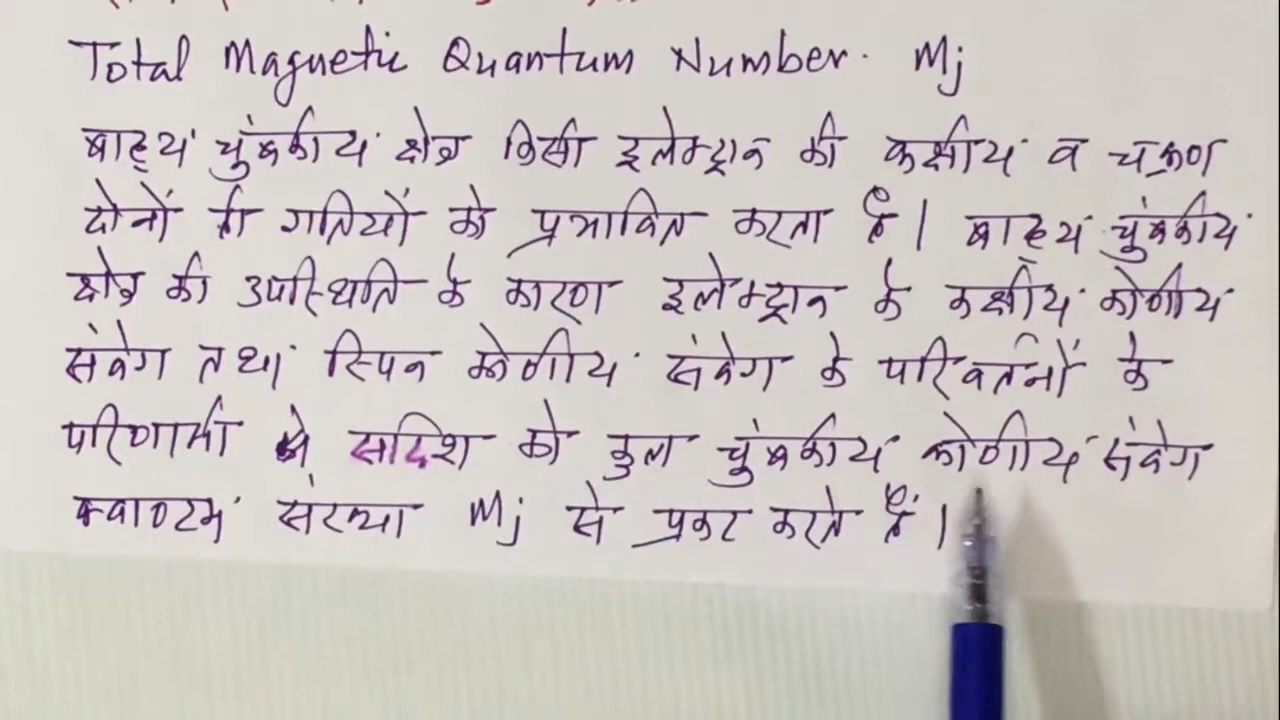 Total Magnetic Quantum Number. Mj
बाह्य चुंबकीय क्षेत्र किसी इलेक्ट्रान की कक्षीय व चक्रण
दोनों ही गतियों को प्रभावित करता है। बाह्य चुंबकीय
क्षेत्र की उपस्थिति के कारण इलेक्ट्रान के कक्षीय कोणीय
संवेग तथा स्पिन कोणीय संवेग के परिवर्तनों के
परिणामी सदिश को कुल चुंबकीय कोणीय संवेग
क्वाण्टम संख्या Mj से प्रकट करते हैं।